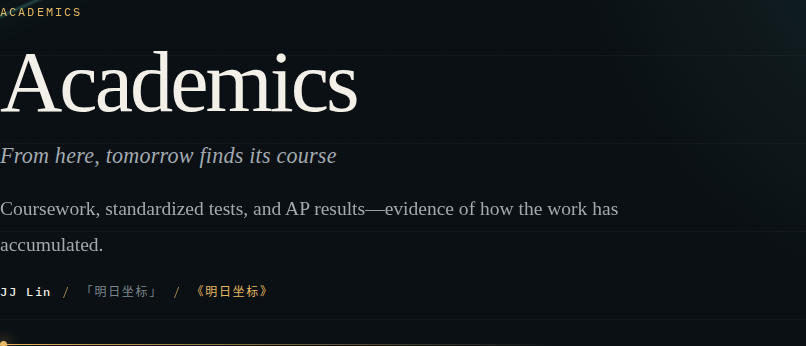 ACADEMICS
Academics
From here, tomorrow finds its course
Coursework, standardized tests, and AP results—evidence of how the work has
accumulated.
JJ Lin / 「明日坐标」 / 《明日坐标》